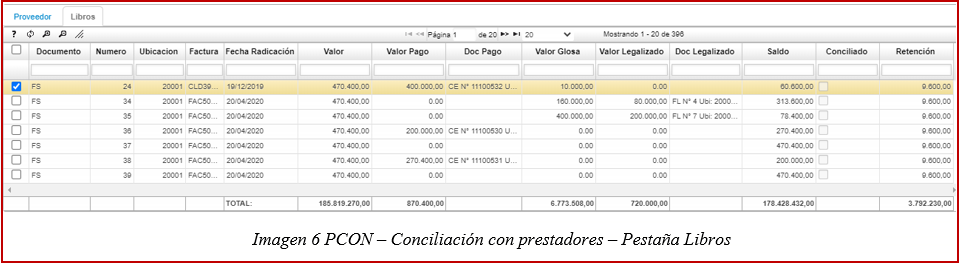 Proveedor Libros
? Página 1 de 20 20 Mostrando 1 - 20 de 396
Documento Numero Ubicacion Factura Fecha Radicación Valor Valor Pago Doc Pago Valor Glosa Valor Legalizado Doc Legalizado Saldo Conciliado Retención
FS 24 20001 CLD39... 19/12/2019 470.400,00 400.000,00 CE N° 11100532 U... 10.000,00 0.00 60.600,00 9.600,00
FS 34 20001 FAC50... 20/04/2020 470.400,00 0.00 160.000,00 80.000,00 FL N° 4 Ubi: 2000... 313.600,00 9.600,00
FS 35 20001 FAC50... 20/04/2020 470.400,00 0.00 400.000,00 200.000,00 FL N° 7 Ubi: 2000... 78.400,00 9.600,00
FS 36 20001 FAC50... 20/04/2020 470.400,00 200.000,00 CE N° 11100530 U... 0.00 0.00 270.400,00 9.600,00
FS 37 20001 FAC50... 20/04/2020 470.400,00 0.00 0.00 0.00 470.400,00 9.600,00
FS 38 20001 FAC50... 20/04/2020 470.400,00 270.400,00 CE N° 11100531 U... 0.00 0.00 200.000,00 9.600,00
FS 39 20001 FAC50... 20/04/2020 470.400,00 0.00 0.00 0.00 470.400,00 9.600,00
TOTAL: 185.819.270,00 870.400,00 6.773.508,00 720.000,00 178.428.432,00 3.792.230,00
Imagen 6 PCON – Conciliación con prestadores – Pestaña Libros